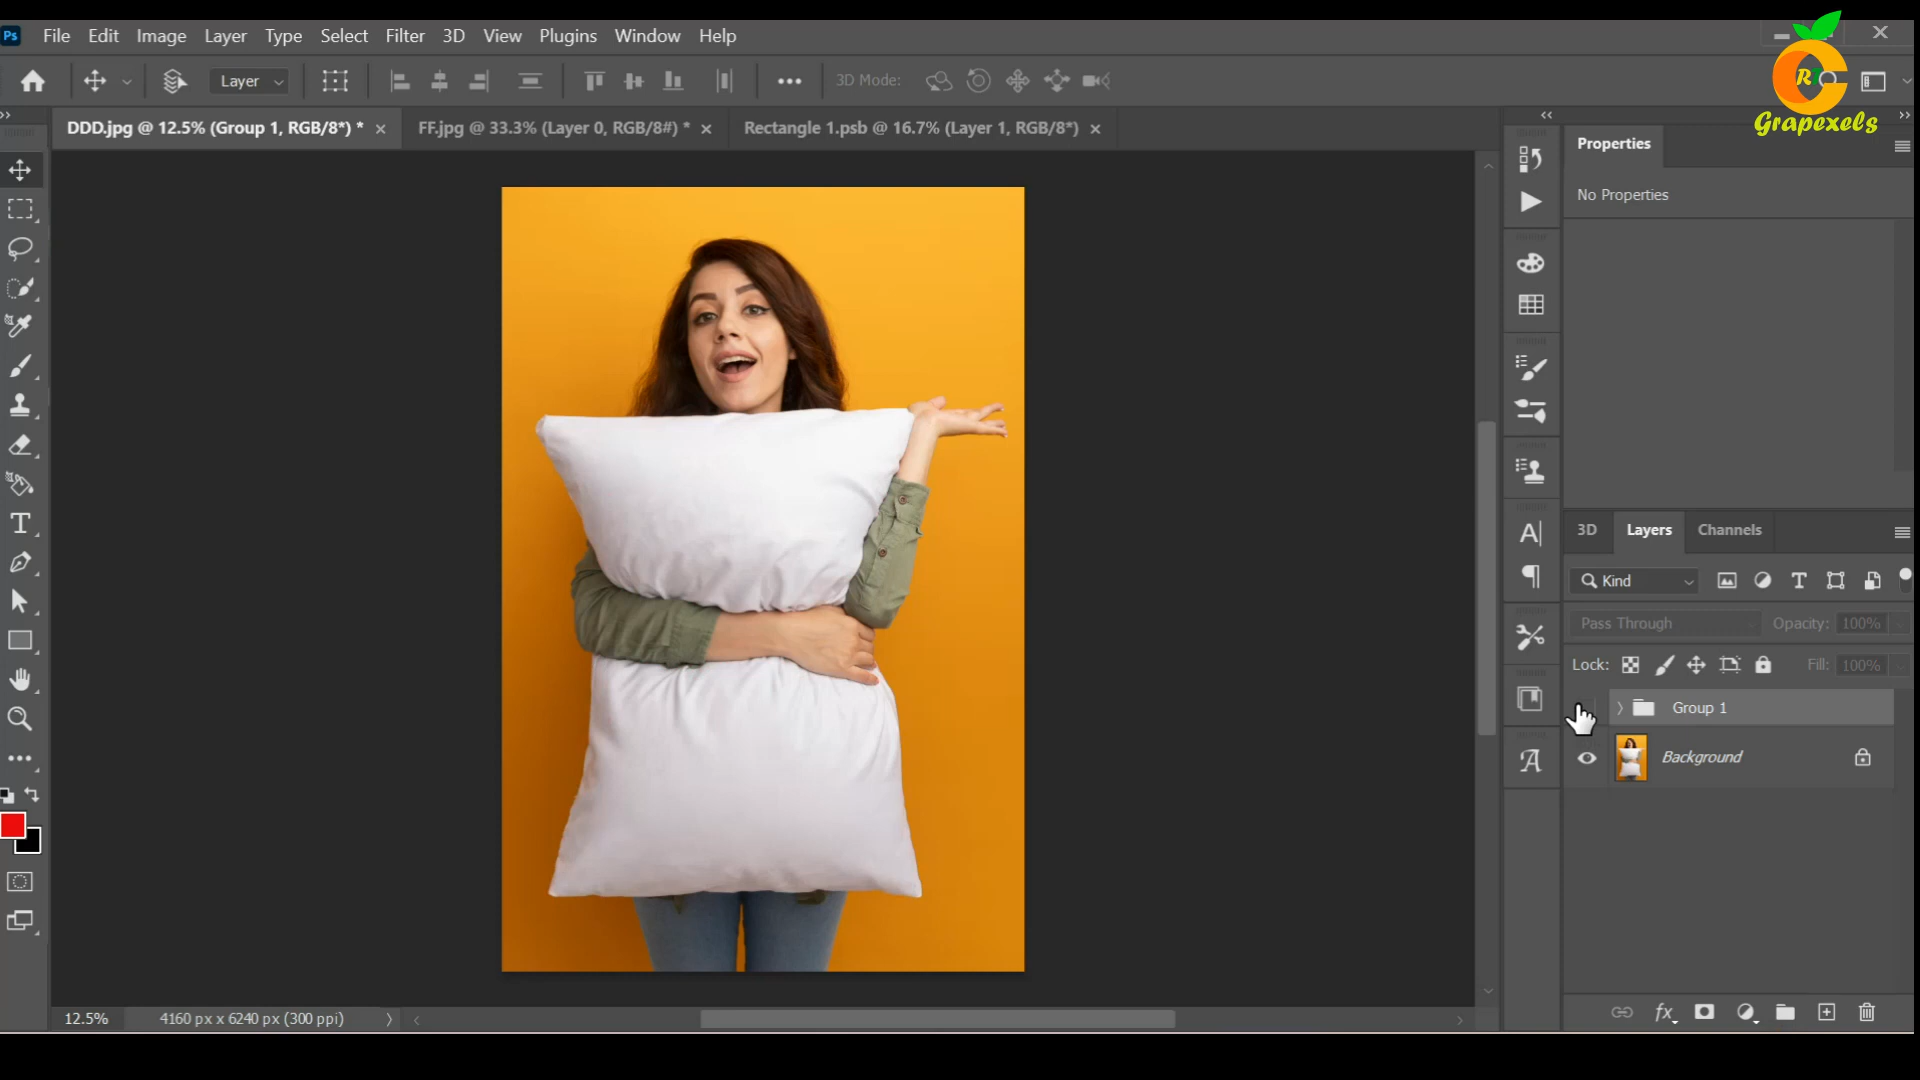 Ps File Edit Image Layer Type Select Filter 3D View Plugins Window Help
Layer 3D Mode:
Grapexels
DDD.jpg @ 12.5% (Group 1, RGB/8*) * FF.jpg @ 33.3% (Layer 0, RGB/8#) * Rectangle 1.psb @ 16.7% (Layer 1, RGB/8*)
Properties
No Properties
3D Layers Channels
Kind
Pass Through Opacity: 100%
Lock: Fill: 100%
Group 1
Background
12.5% 4160 px x 6240 px (300 ppi)